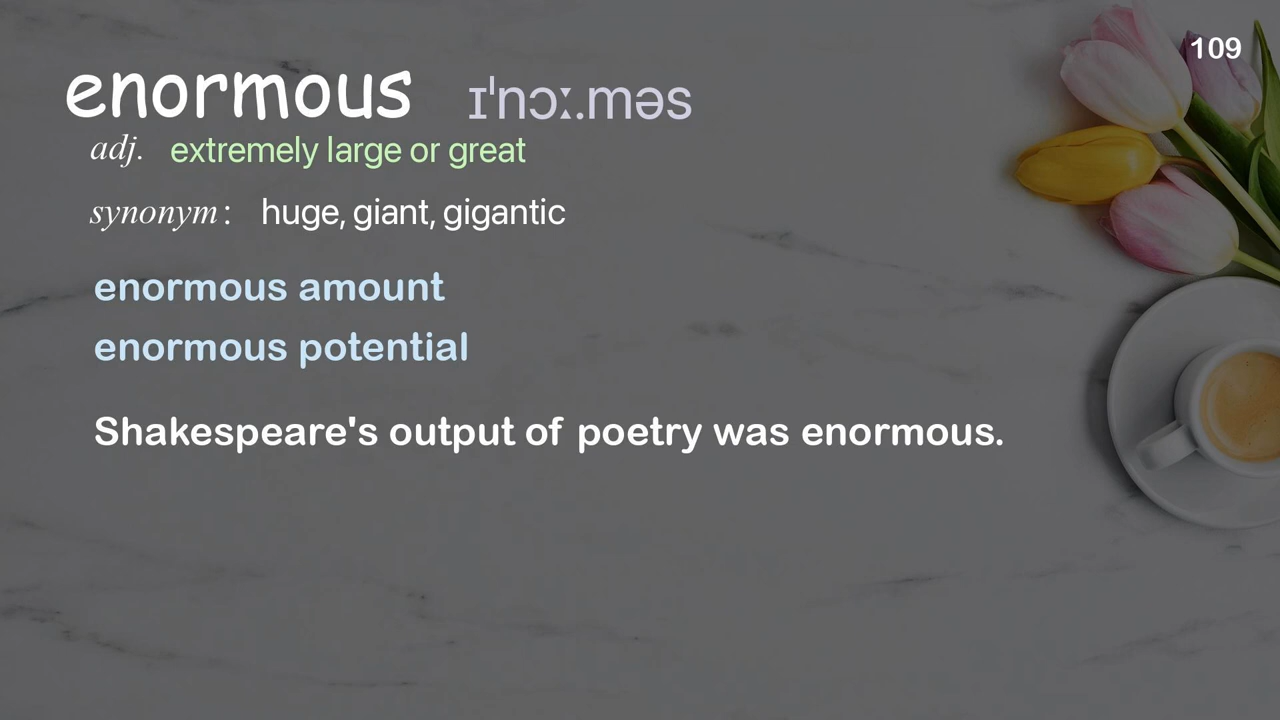 109
enormous ɪˈnɔː.məs
adj. extremely large or great
synonym: huge, giant, gigantic
enormous amount
enormous potential
Shakespeare's output of poetry was enormous.